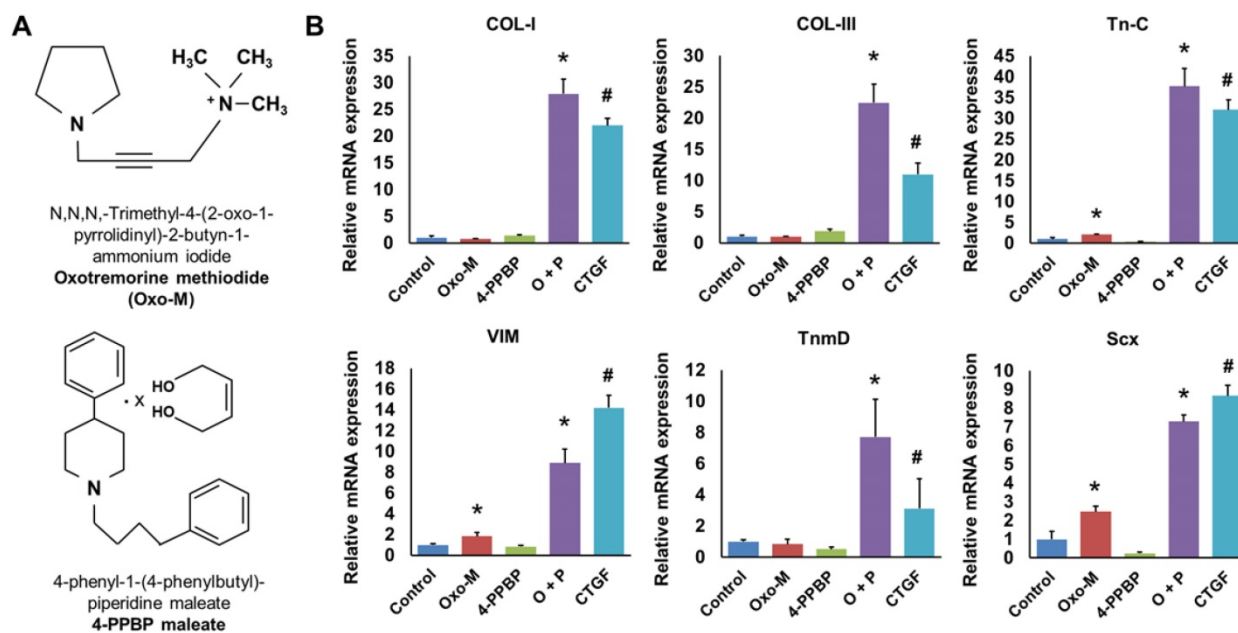 A
H₃C
CH₃
+N
CH₃
N
N,N,N,-Trimethyl-4-(2-oxo-1-
pyrrolidinyl)-2-butyn-1-
ammonium iodide
Oxotremorine methiodide
(Oxo-M)
HO
· x
HO
N
4-phenyl-1-(4-phenylbutyl)-
piperidine maleate
4-PPBP maleate
B
COL-I
Relative mRNA expression
35
30
25
20
15
10
5
0
*
#
Control
Oxo-M
4-PPBP
O + P
CTGF
COL-III
Relative mRNA expression
30
25
20
15
10
5
0
*
#
Control
Oxo-M
4-PPBP
O + P
CTGF
Tn-C
Relative mRNA expression
45
40
35
30
25
20
15
10
5
0
*
*
#
Control
Oxo-M
4-PPBP
O + P
CTGF
VIM
Relative mRNA expression
18
16
14
12
10
8
6
4
2
0
*
*
#
Control
Oxo-M
4-PPBP
O + P
CTGF
TnmD
Relative mRNA expression
12
10
8
6
4
2
0
*
#
Control
Oxo-M
4-PPBP
O + P
CTGF
Scx
Relative mRNA expression
10
9
8
7
6
5
4
3
2
1
0
*
*
#
Control
Oxo-M
4-PPBP
O + P
CTGF